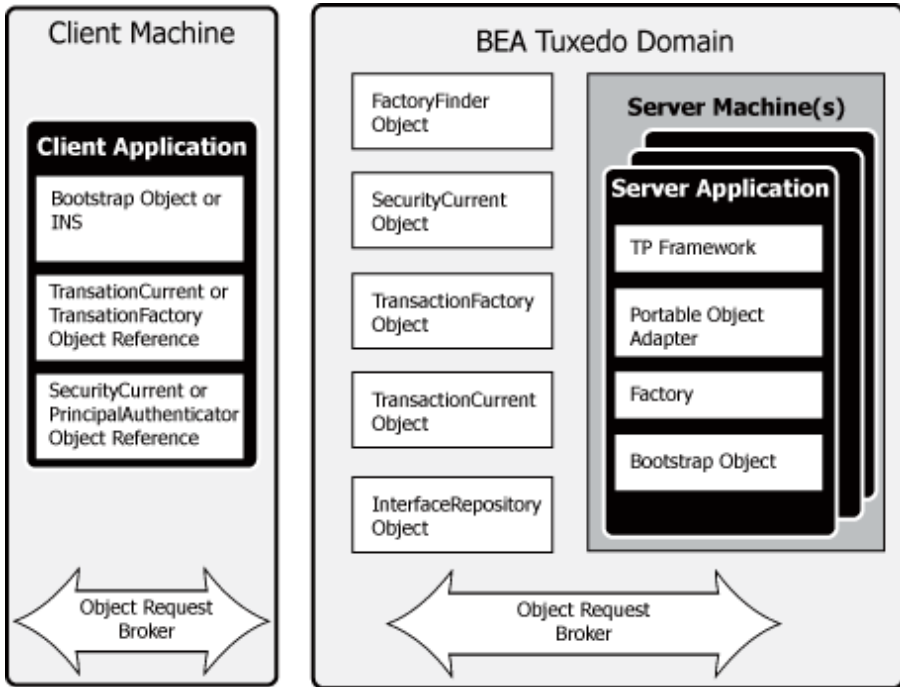 Client Machine
Client Application
Bootstrap Object or
INS
TransationCurrent or
TransationFactory
Object Reference
SecurityCurrent or
PrincipalAuthenticator
Object Reference
Object Request
Broker
BEA Tuxedo Domain
FactoryFinder
Object
SecurityCurrent
Object
TransactionFactory
Object
TransactionCurrent
Object
InterfaceRepository
Object
Server Machine(s)
Server Application
TP Framework
Portable Object
Adapter
Factory
Bootstrap Object
Object Request
Broker